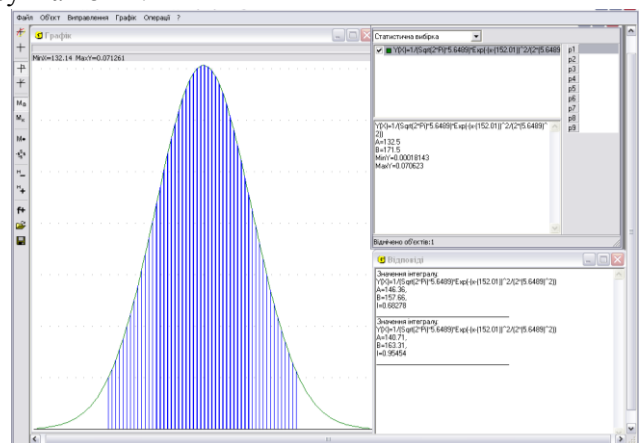 Файл Об'єкт Виправлення Графік Операції ?
Графік
MinX=132.14 MaxY=0.071261
Статистична вибірка
Y(X)=1/(Sqrt(2*Pi)*5.6489)*Exp(-(x-(152.01))^2/(2*(5.6489
p1
p2
p3
p4
p5
p6
p7
p8
p9
Y(X)=1/(Sqrt(2*Pi)*5.6489)*Exp(-(x-(152.01))^2/(2*(5.6489)^
2))
A=132.5
B=171.5
MinY=0.00018143
MaxY=0.070623
Відмічено об'єктів:1
Відповіді
Значення інтегралу.
Y(X)=1/(Sqrt(2*Pi)*5.6489)*Exp(-(x-(152.01))^2/(2*(5.6489)^2))
A=146.36,
B=157.66,
I=0.68278
Значення інтегралу.
Y(X)=1/(Sqrt(2*Pi)*5.6489)*Exp(-(x-(152.01))^2/(2*(5.6489)^2))
A=140.71,
B=163.31,
I=0.95454